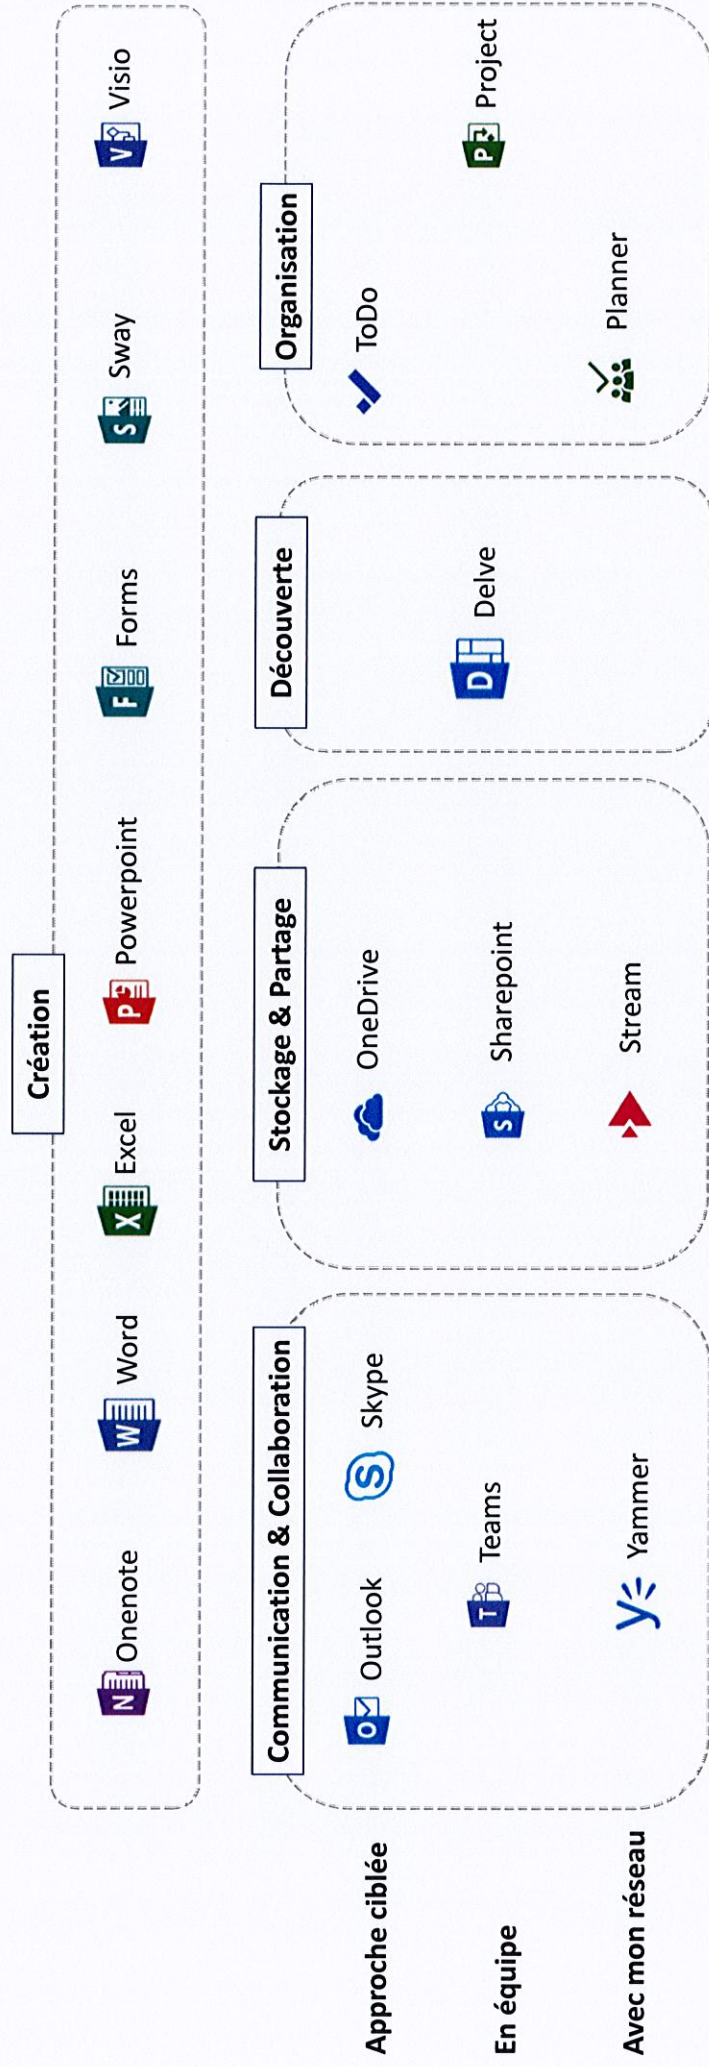 Création
Onenote
Word
Excel
Powerpoint
Forms
Sway
Visio
Communication & Collaboration
Stockage & Partage
Découverte
Organisation
Approche ciblée
Outlook
Skype
OneDrive
ToDo
En équipe
Teams
Sharepoint
Delve
Project
Avec mon réseau
Yammer
Stream
Planner